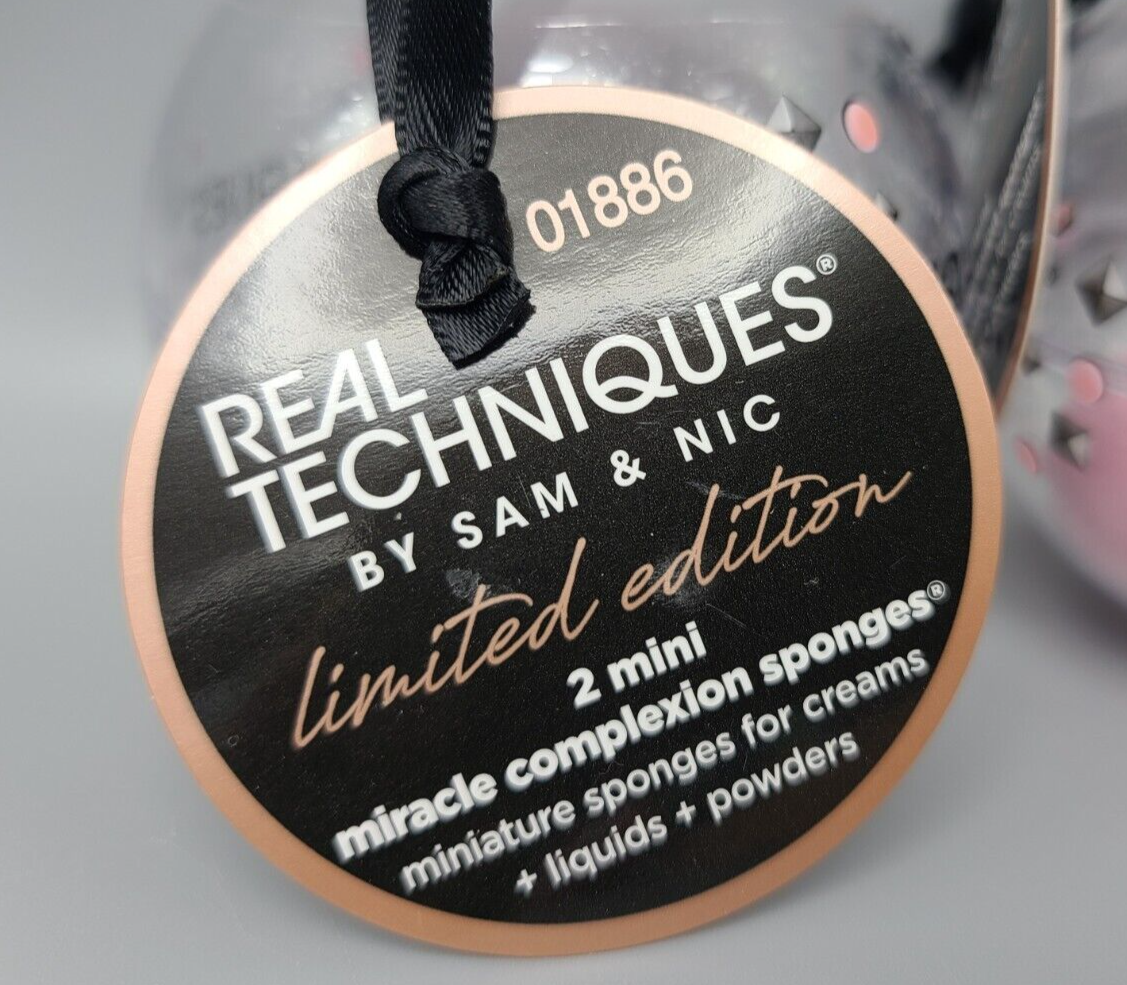 01886
REAL
TECHNIQUES®
BY SAM & NIC
limited edition
2 mini
miracle complexion sponges®
miniature sponges for creams
+ liquids + powders